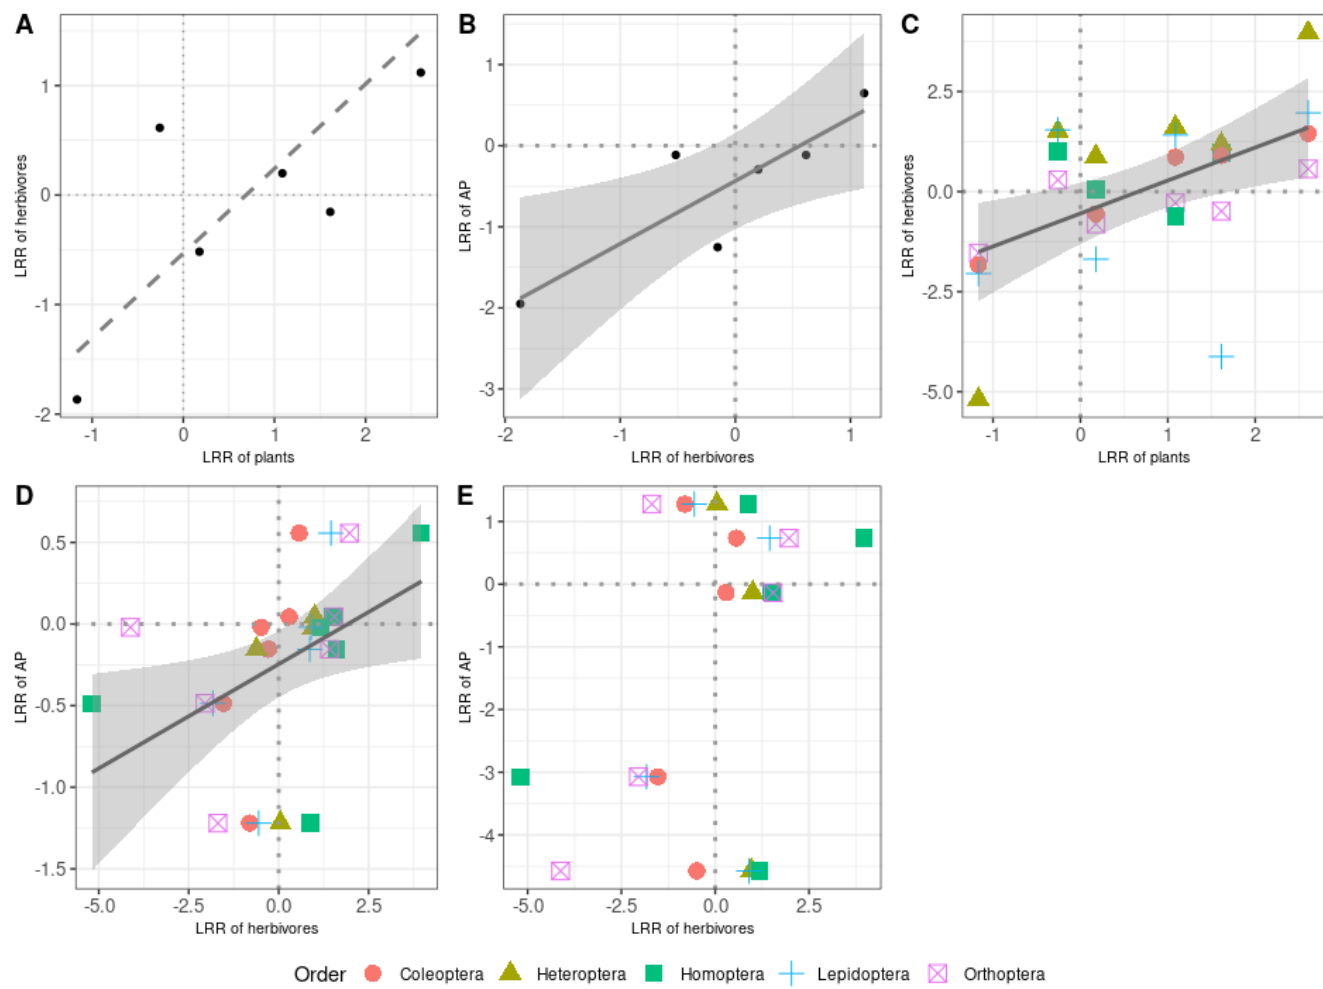 A
1
0
-1
-2
-1
0
1
2
LRR of herbivores
LRR of plants
B
1
0
-1
-2
-3
-2
-1
0
1
LRR of AP
LRR of herbivores
C
2.5
0.0
-2.5
-5.0
-1
0
1
2
LRR of herbivores
LRR of plants
D
0.5
0.0
-0.5
-1.0
-1.5
-5.0
-2.5
0.0
2.5
LRR of AP
LRR of herbivores
E
1
0
-1
-2
-3
-4
-5.0
-2.5
0.0
2.5
LRR of AP
LRR of herbivores
Order Coleoptera Heteroptera Homoptera Lepidoptera Orthoptera